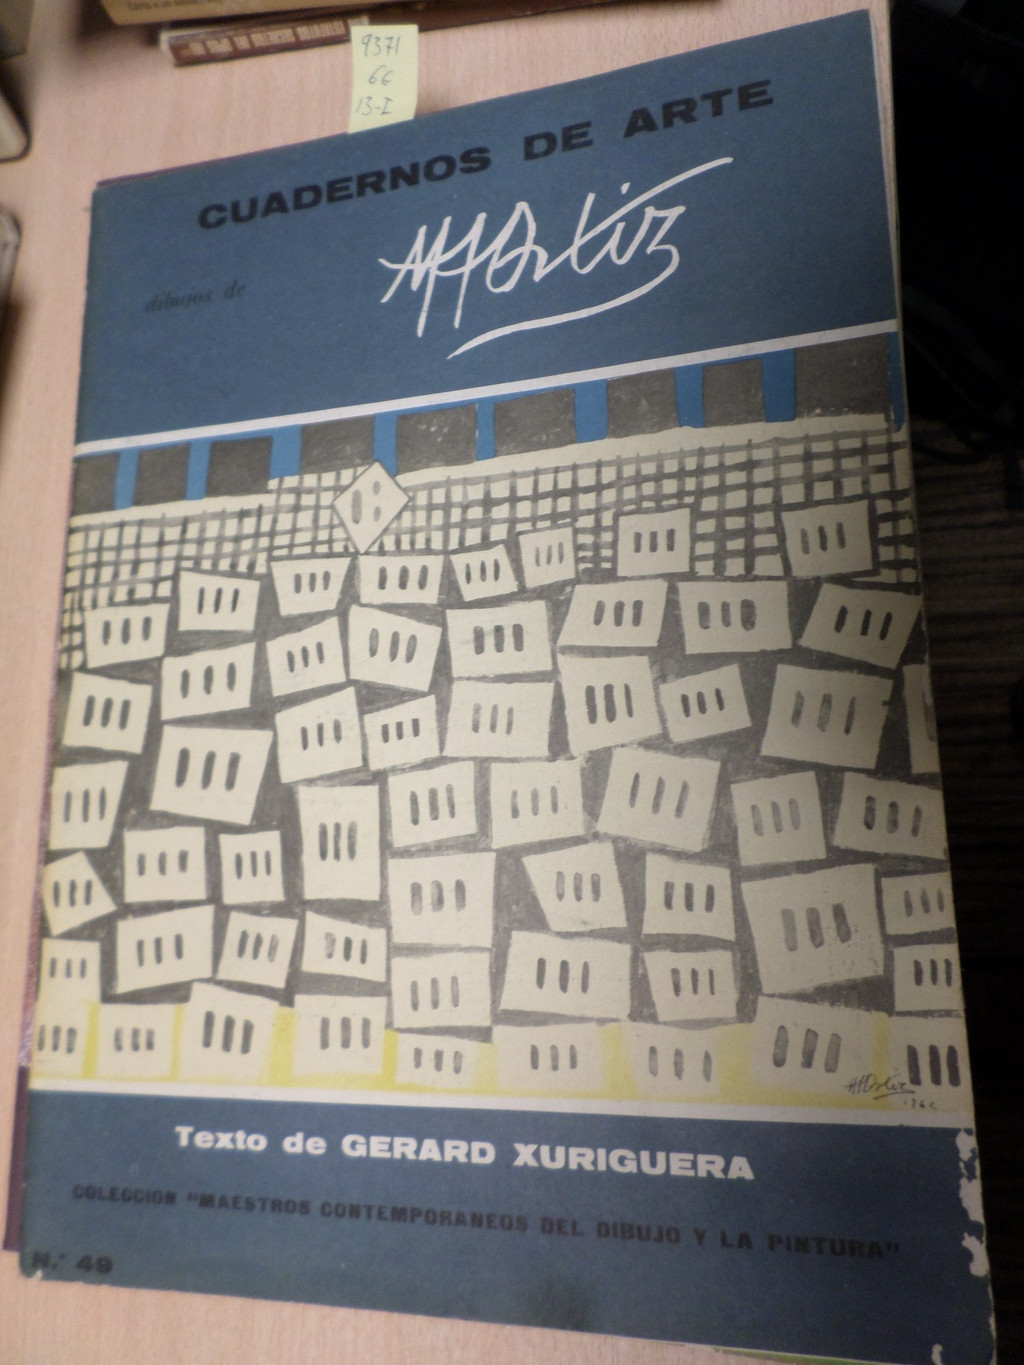 9371
66
13-I
CUADERNOS DE ARTE
dibujos de
MAOrtiz
Texto de GERARD XURIGUERA
COLECCION "MAESTROS CONTEMPORANEOS DEL DIBUJO Y LA PINTURA"
N.° 49